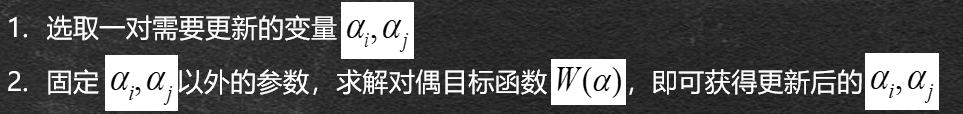 1. 选取一对需要更新的变量 αᵢ,αⱼ
2. 固定 αᵢ,αⱼ 以外的参数，求解对偶目标函数 W(α)，即可获得更新后的 αᵢ,αⱼ